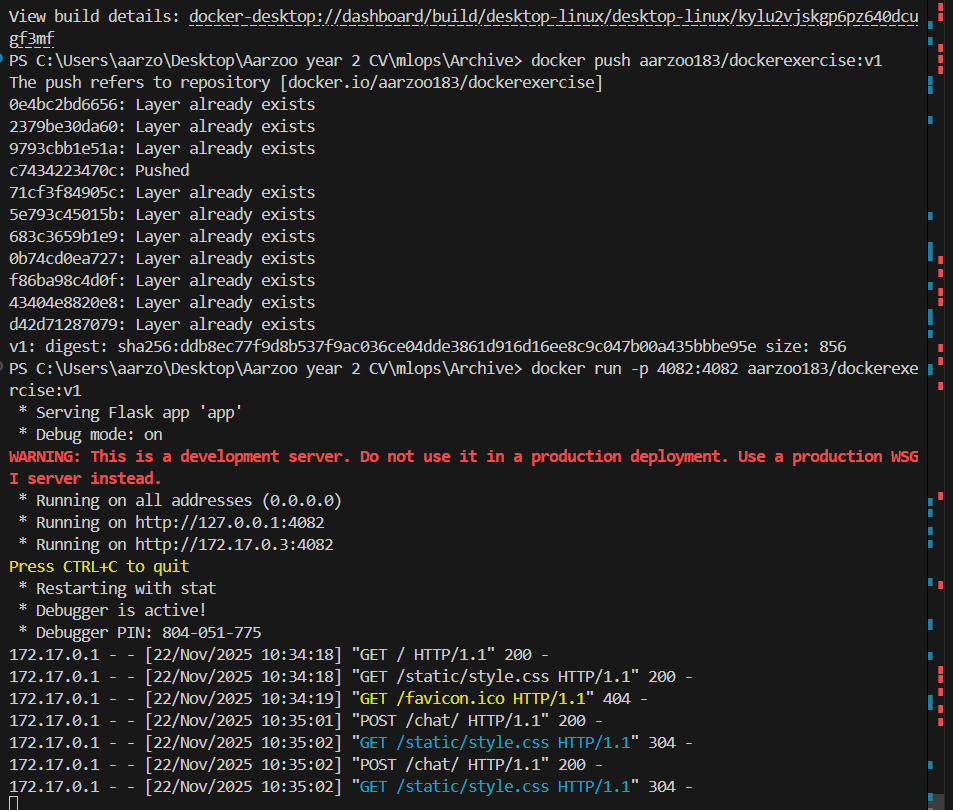 View build details: docker-desktop://dashboard/build/desktop-linux/desktop-linux/kylu2vjskgp6pz640dcu
gf3mf
PS C:\Users\aarzo\Desktop\Aarzoo year 2 CV\mlops\Archive> docker push aarzoo183/dockerexercise:v1
The push refers to repository [docker.io/aarzoo183/dockerexercise]
0e4bc2bd6656: Layer already exists
2379be30da60: Layer already exists
9793cbb1e51a: Layer already exists
c7434223470c: Pushed
71cf3f84905c: Layer already exists
5e793c45015b: Layer already exists
683c3659b1e9: Layer already exists
0b74cd0ea727: Layer already exists
f86ba98c4d0f: Layer already exists
43404e8820e8: Layer already exists
d42d71287079: Layer already exists
v1: digest: sha256:ddb8ec77f9d8b537f9ac036ce04dde3861d916d16ee8c9c047b00a435bbbe95e size: 856
PS C:\Users\aarzo\Desktop\Aarzoo year 2 CV\mlops\Archive> docker run -p 4082:4082 aarzoo183/dockerexe
rcise:v1
 * Serving Flask app 'app'
 * Debug mode: on
WARNING: This is a development server. Do not use it in a production deployment. Use a production WSG
I server instead.
 * Running on all addresses (0.0.0.0)
 * Running on http://127.0.0.1:4082
 * Running on http://172.17.0.3:4082
Press CTRL+C to quit
 * Restarting with stat
 * Debugger is active!
 * Debugger PIN: 804-051-775
172.17.0.1 - - [22/Nov/2025 10:34:18] "GET / HTTP/1.1" 200 -
172.17.0.1 - - [22/Nov/2025 10:34:18] "GET /static/style.css HTTP/1.1" 200 -
172.17.0.1 - - [22/Nov/2025 10:34:19] "GET /favicon.ico HTTP/1.1" 404 -
172.17.0.1 - - [22/Nov/2025 10:35:01] "POST /chat/ HTTP/1.1" 200 -
172.17.0.1 - - [22/Nov/2025 10:35:02] "GET /static/style.css HTTP/1.1" 304 -
172.17.0.1 - - [22/Nov/2025 10:35:02] "POST /chat/ HTTP/1.1" 200 -
172.17.0.1 - - [22/Nov/2025 10:35:02] "GET /static/style.css HTTP/1.1" 304 -